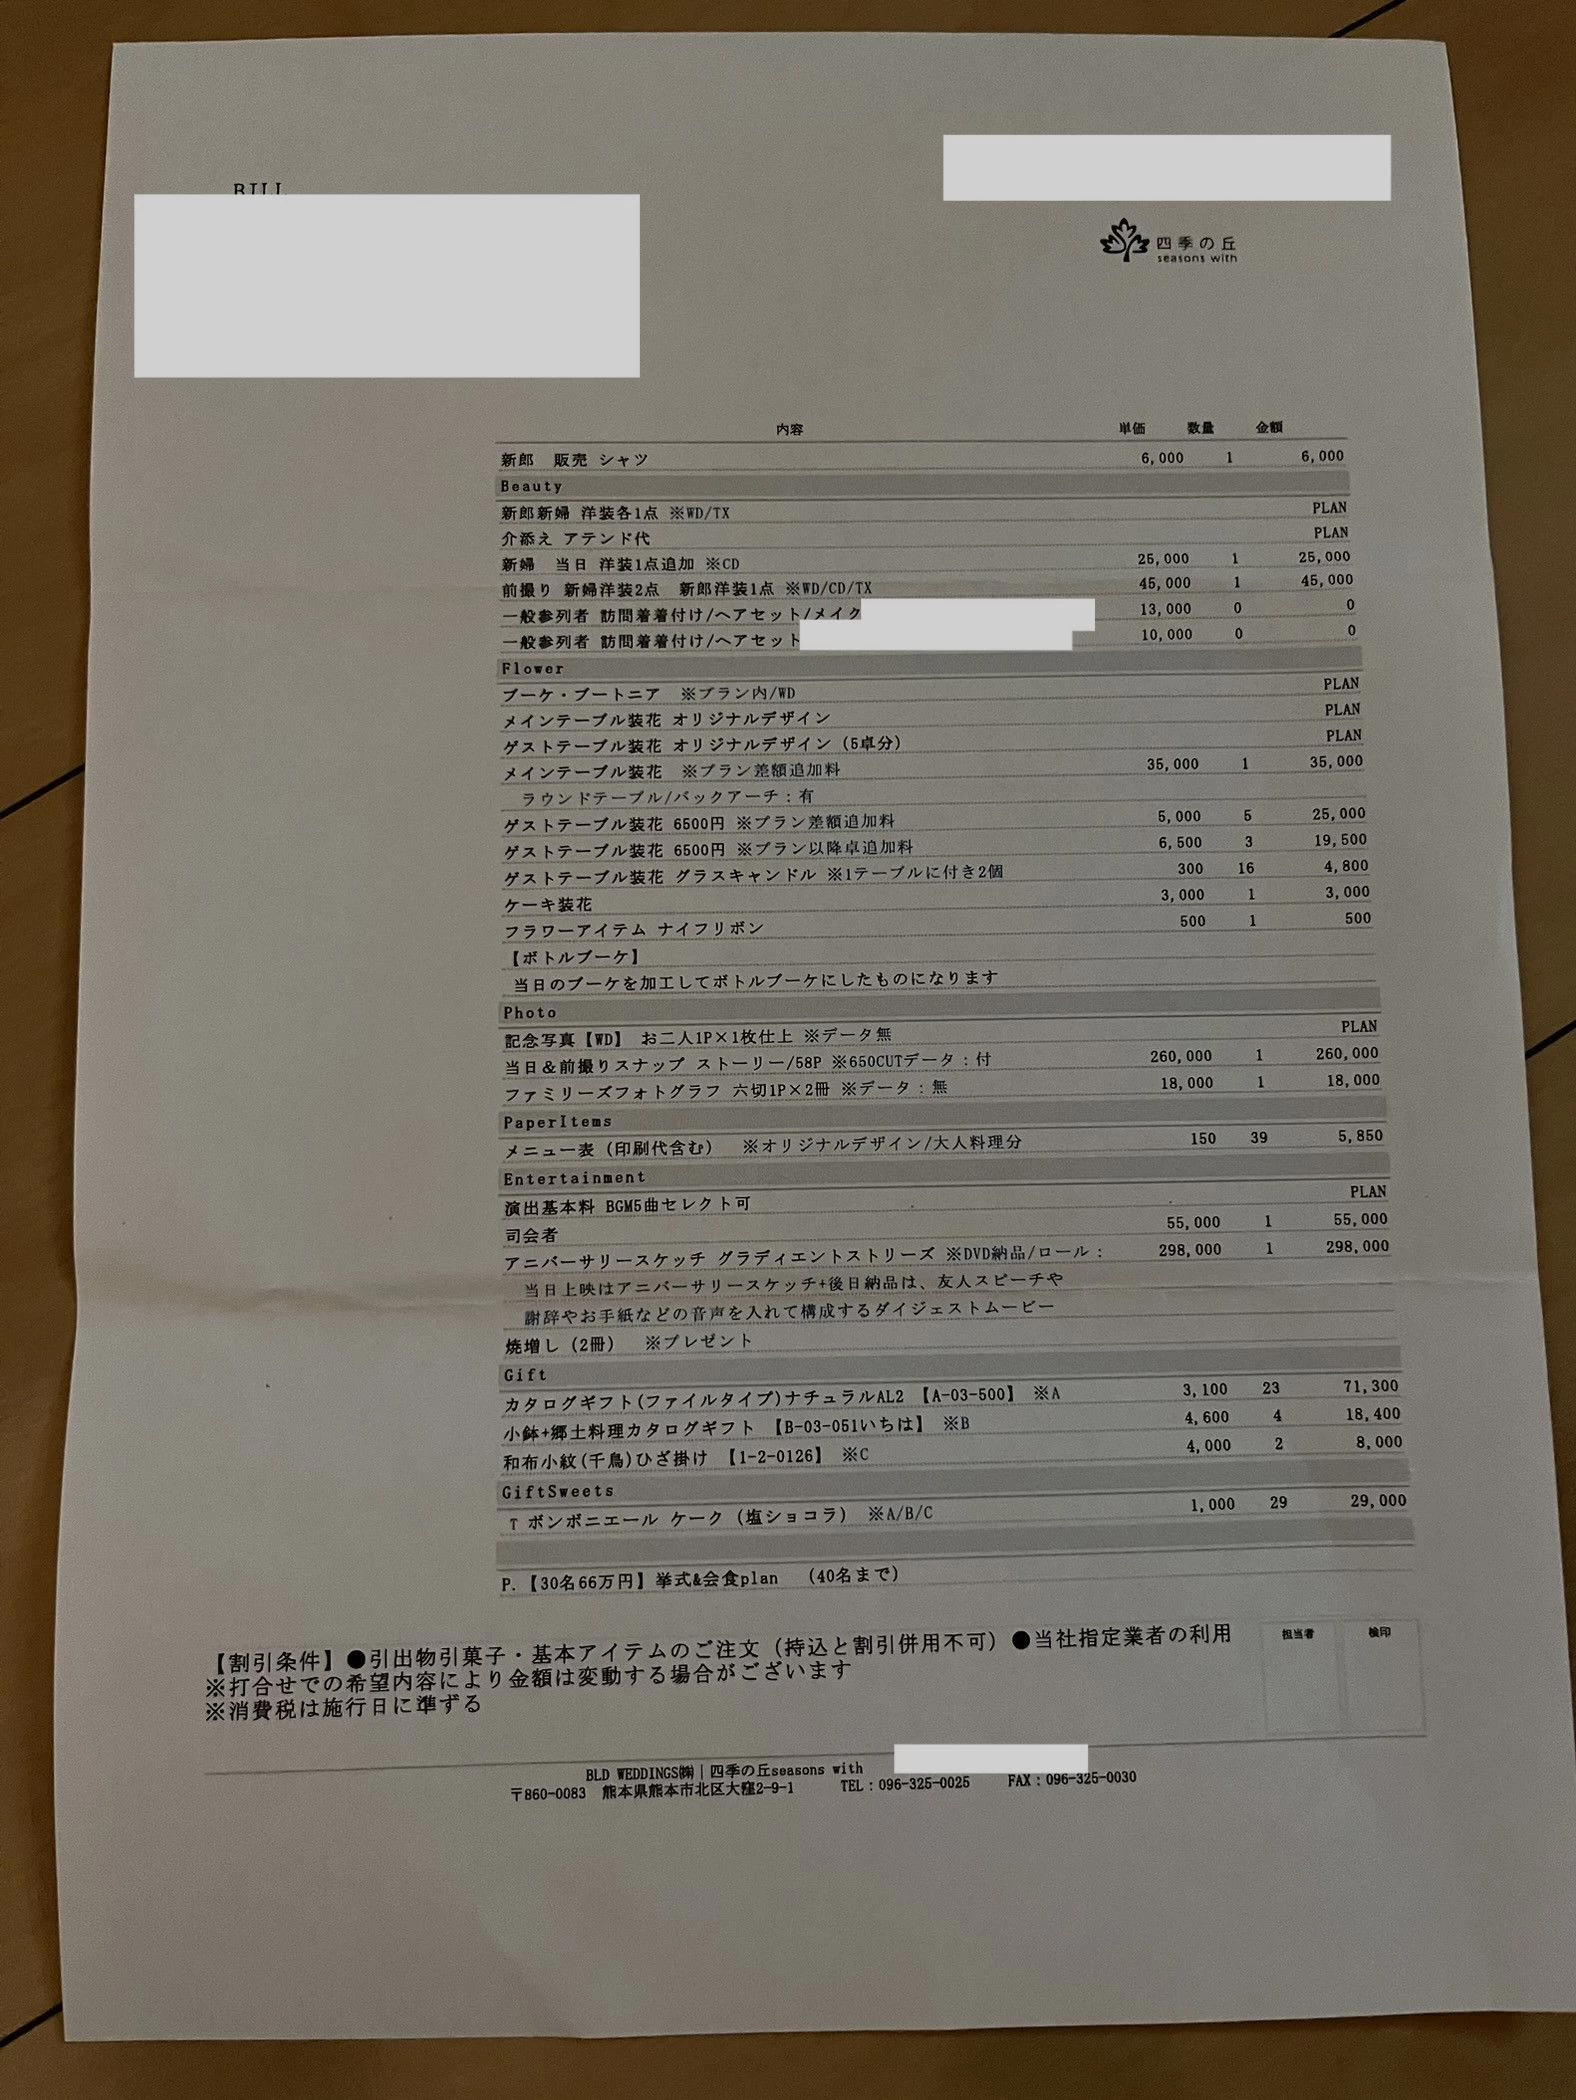 BILL
四季の丘
seasons with
内容 単価 数量 金額
新郎 販売 シャツ 6,000 1 6,000
Beauty
新郎新婦 洋装各1点 ※WD/TX PLAN
介添え アテンド代 PLAN
新婦 当日 洋装1点追加 ※CD 25,000 1 25,000
前撮り 新婦洋装2点 新郎洋装1点 ※WD/CD/TX 45,000 1 45,000
一般参列者 訪問着着付け/ヘアセット/メイク 13,000 0 0
一般参列者 訪問着着付け/ヘアセット 10,000 0 0
Flower
ブーケ・ブートニア ※プラン内/WD PLAN
メインテーブル装花 オリジナルデザイン PLAN
ゲストテーブル装花 オリジナルデザイン (5卓分) PLAN
メインテーブル装花 ※プラン差額追加料 35,000 1 35,000
ラウンドテーブル/バックアーチ:有
ゲストテーブル装花 6500円 ※プラン差額追加料 5,000 5 25,000
ゲストテーブル装花 6500円 ※プラン以降卓追加料 6,500 3 19,500
ゲストテーブル装花 グラスキャンドル ※1テーブルに付き2個 300 16 4,800
ケーキ装花 3,000 1 3,000
フラワーアイテム ナイフリボン 500 1 500
【ボトルブーケ】
当日のブーケを加工してボトルブーケにしたものになります
Photo
記念写真【WD】 お二人1P×1枚仕上 ※データ無 PLAN
当日&前撮りスナップ ストーリー/58P ※650CUTデータ:付 260,000 1 260,000
ファミリーズフォトグラフ 六切1P×2冊 ※データ:無 18,000 1 18,000
PaperItems
メニュー表 (印刷代含む) ※オリジナルデザイン/大人料理分 150 39 5,850
Entertainment
演出基本料 BGM5曲セレクト可 PLAN
司会者 55,000 1 55,000
アニバーサリースケッチ グラディエントストリーズ ※DVD納品/ロール: 298,000 1 298,000
当日上映はアニバーサリースケッチ+後日納品は、友人スピーチや
謝辞やお手紙などの音声を入れて構成するダイジェストムービー
焼増し (2冊) ※プレゼント
Gift
カタログギフト(ファイルタイプ)ナチュラルAL2 【A-03-500】 ※A 3,100 23 71,300
小鉢+郷土料理カタログギフト 【B-03-051いちは】 ※B 4,600 4 18,400
和布小紋(千鳥)ひざ掛け 【1-2-0126】 ※C 4,000 2 8,000
GiftSweets
T ボンボニエール ケーク (塩ショコラ) ※A/B/C 1,000 29 29,000
P.【30名66万円】挙式&会食plan (40名まで)
【割引条件】●引出物引菓子・基本アイテムのご注文 (持込と割引併用不可) ●当社指定業者の利用
※打合せでの希望内容により金額は変動する場合がございます
※消費税は施行日に準ずる
担当者 検印
BLD WEDDINGS㈱|四季の丘seasons with
〒860-0083 熊本県熊本市北区大窪2-9-1 TEL:096-325-0025 FAX:096-325-0030